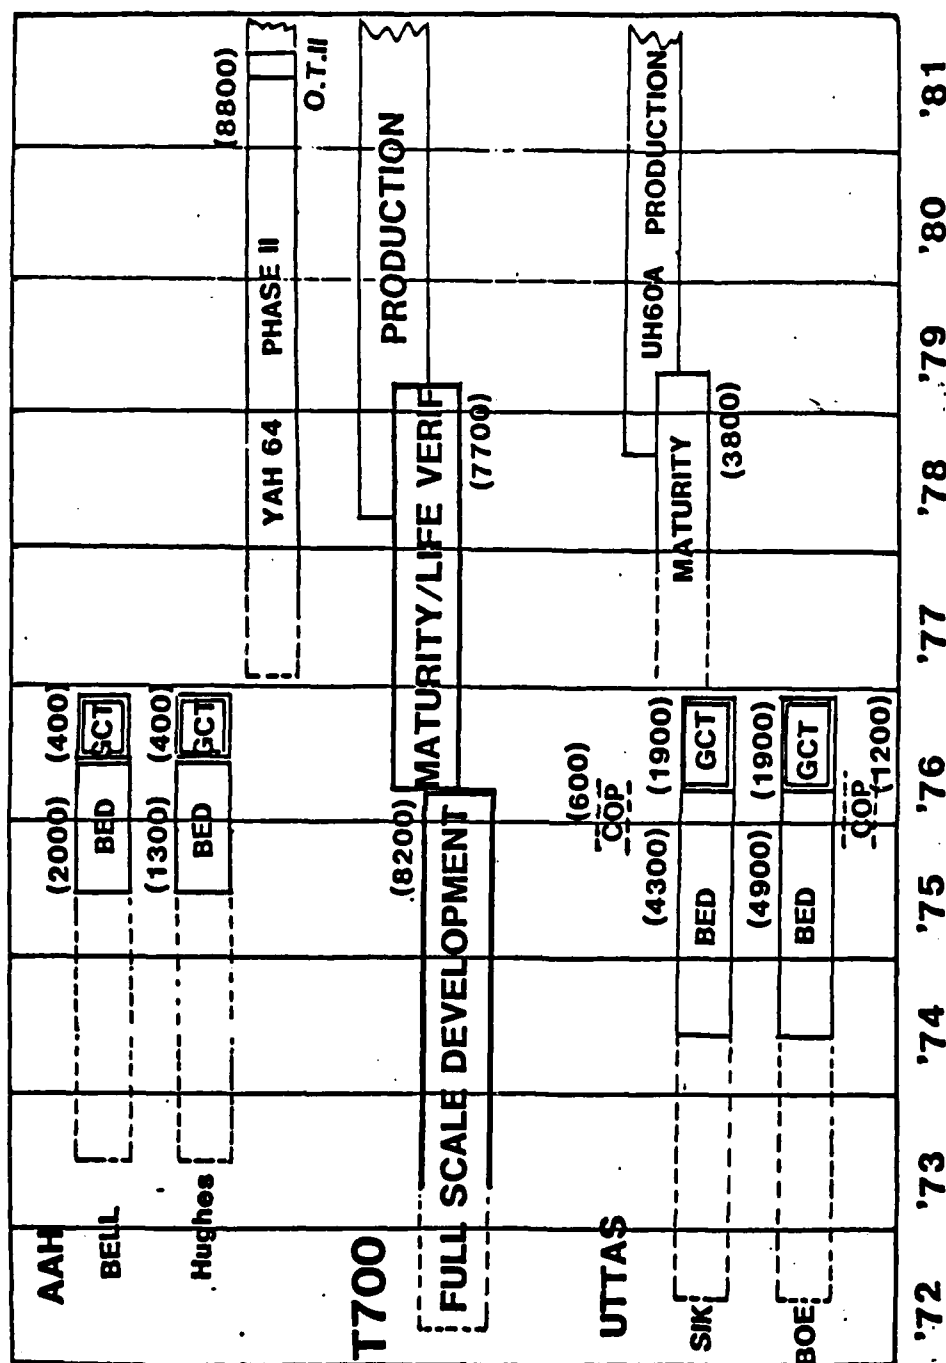 AAH
BELL
(2000)
(400)
BED
GCT
Hughes
(1300)
(400)
BED
GCT
YAH 64 PHASE II
(8800)
O.T.II
T700
FULL SCALE DEVELOPMENT
(8200)
MATURITY/LIFE VERIF
(7700)
PRODUCTION
UTTAS
(600)
COP
SIK
(4300)
(1900)
BED
GCT
MATURITY
(3800)
UH60A PRODUCTION
BOE
(4900)
(1900)
BED
GCT
COP
(1200)
'72 '73 '74 '75 '76 '77 '78 '79 '80 '81